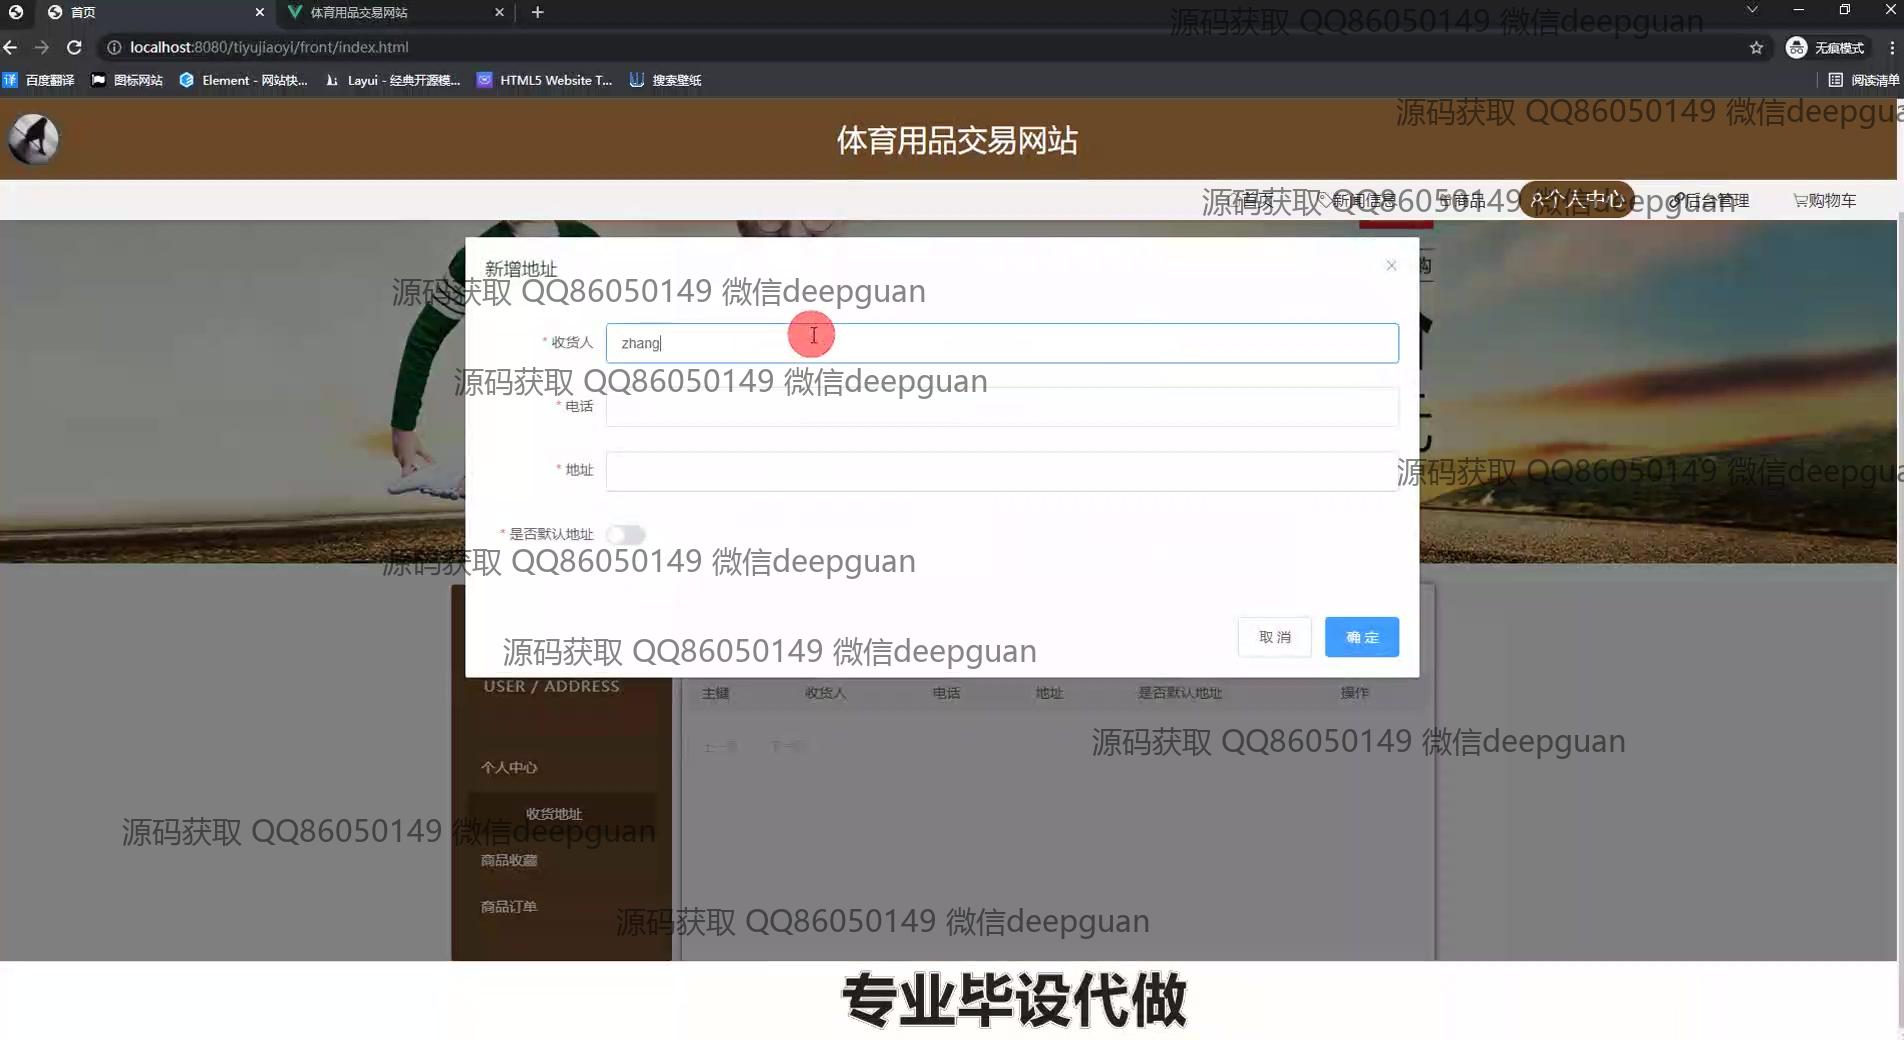 首页
体育用品交易网站
源码获取 QQ86050149 微信deepguan
localhost:8080/tiyujiaoyi/front/index.html
无痕模式
百度翻译
图标网站
Element - 网站快...
Layui - 经典开源模...
HTML5 Website T...
搜索壁纸
阅读清单
源码获取 QQ86050149 微信deepgua
体育用品交易网站
首页
新闻信息
商品
个人中心
后台管理
购物车
源码获取 QQ86050149 微信deepguan
新增地址
购
源码获取 QQ86050149 微信deepguan
* 收货人
zhang
源码获取 QQ86050149 微信deepguan
* 电话
* 地址
源码获取 QQ86050149 微信deepgua
* 是否默认地址
源码获取 QQ86050149 微信deepguan
取消
确定
源码获取 QQ86050149 微信deepguan
USER / ADDRESS
主键
收货人
电话
地址
是否默认地址
操作
上一页
下一页
源码获取 QQ86050149 微信deepguan
个人中心
收货地址
源码获取 QQ86050149 微信deepguan
商品收藏
商品订单
源码获取 QQ86050149 微信deepguan
专业毕设代做